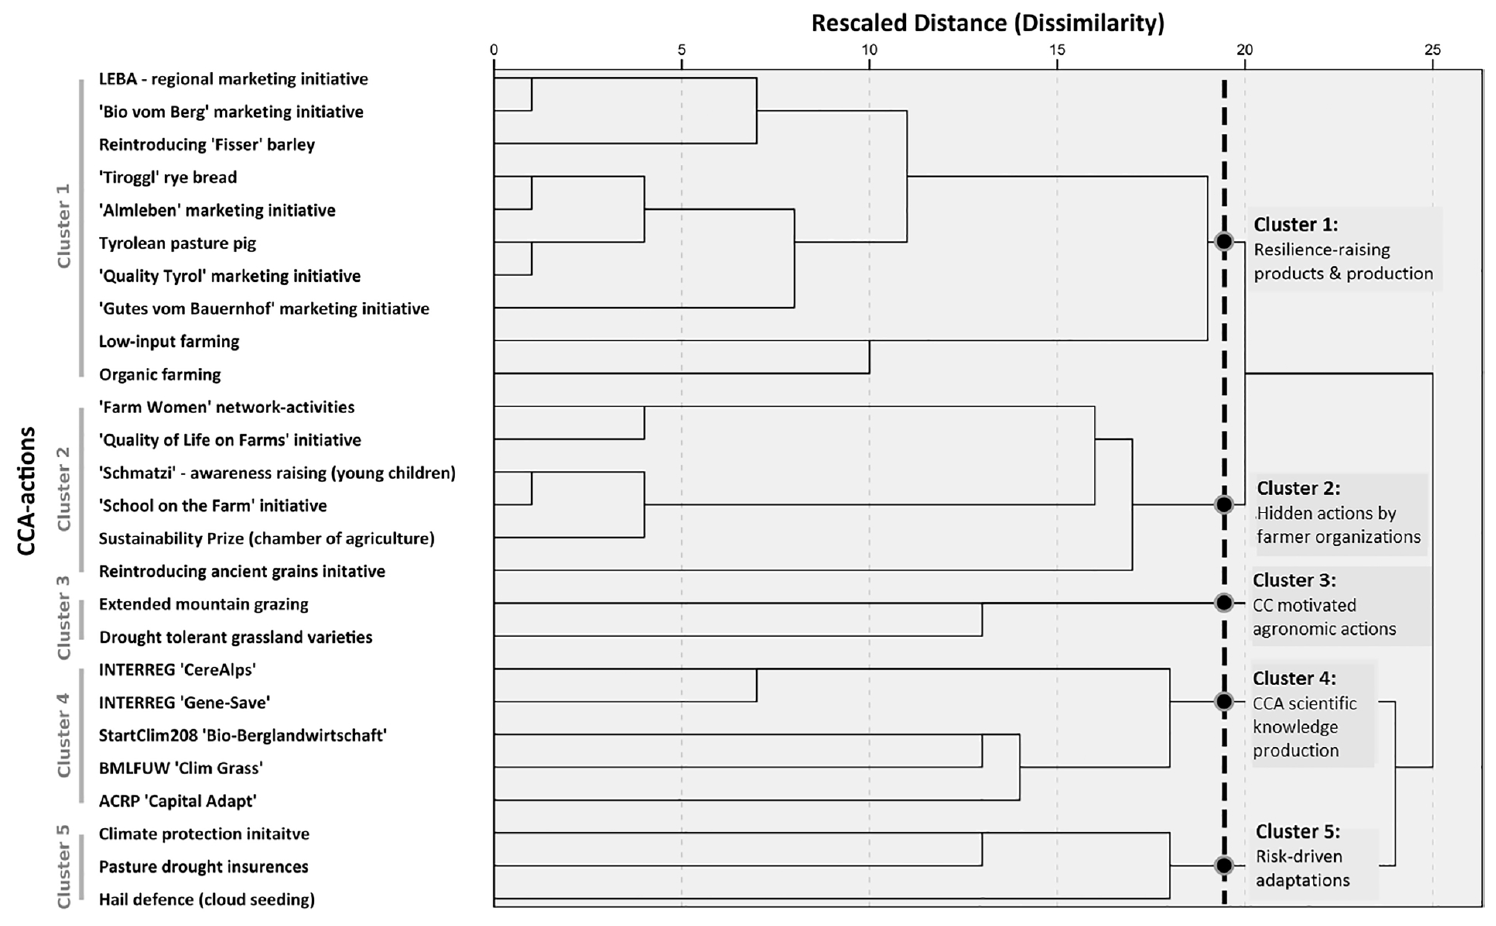 Rescaled Distance (Dissimilarity)
0 5 10 15 20 25
CCA-actions
Cluster 1
LEBA - regional marketing initiative
'Bio vom Berg' marketing initiative
Reintroducing 'Fisser' barley
'Tiroggl' rye bread
'Almleben' marketing initiative
Tyrolean pasture pig
'Quality Tyrol' marketing initiative
'Gutes vom Bauernhof' marketing initiative
Low-input farming
Organic farming
Cluster 2
'Farm Women' network-activities
'Quality of Life on Farms' initiative
'Schmatzi' - awareness raising (young children)
'School on the Farm' initiative
Sustainability Prize (chamber of agriculture)
Reintroducing ancient grains initative
Cluster 3
Extended mountain grazing
Drought tolerant grassland varieties
Cluster 4
INTERREG 'CereAlps'
INTERREG 'Gene-Save'
StartClim208 'Bio-Berglandwirtschaft'
BMLFUW 'Clim Grass'
ACRP 'Capital Adapt'
Cluster 5
Climate protection initaitve
Pasture drought insurences
Hail defence (cloud seeding)
Cluster 1:
Resilience-raising
products & production
Cluster 2:
Hidden actions by
farmer organizations
Cluster 3:
CC motivated
agronomic actions
Cluster 4:
CCA scientific
knowledge
production
Cluster 5:
Risk-driven
adaptations